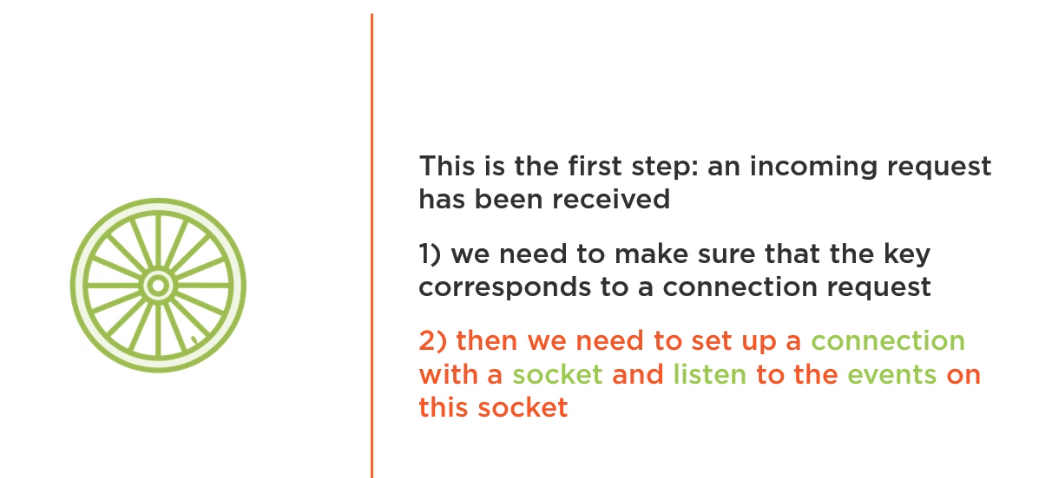 This is the first step: an incoming request
has been received
1) we need to make sure that the key
corresponds to a connection request
2) then we need to set up a connection
with a socket and listen to the events on
this socket